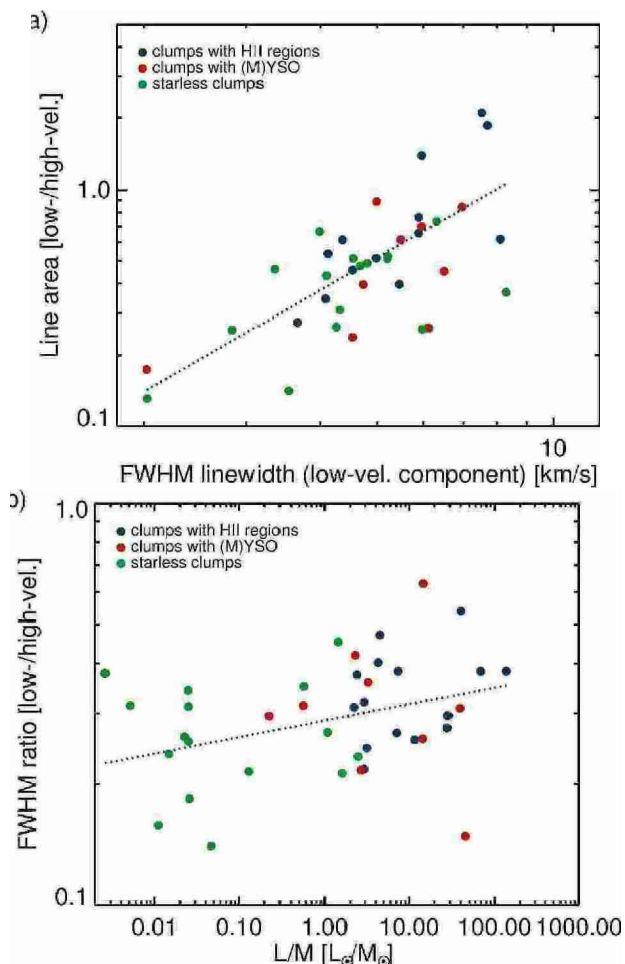 a)
clumps with HII regions
clumps with (M)YSO
starless clumps
1.0
0.1
Line area [low-/high-vel.]
10
FWHM linewidth (low-vel. component) [km/s]
b)
1.0
clumps with HII regions
clumps with (M)YSO
starless clumps
0.1
FWHM ratio [low-/high-vel.]
0.01 0.10 1.00 10.00 100.00 1000.00
L/M [L☉/M☉]